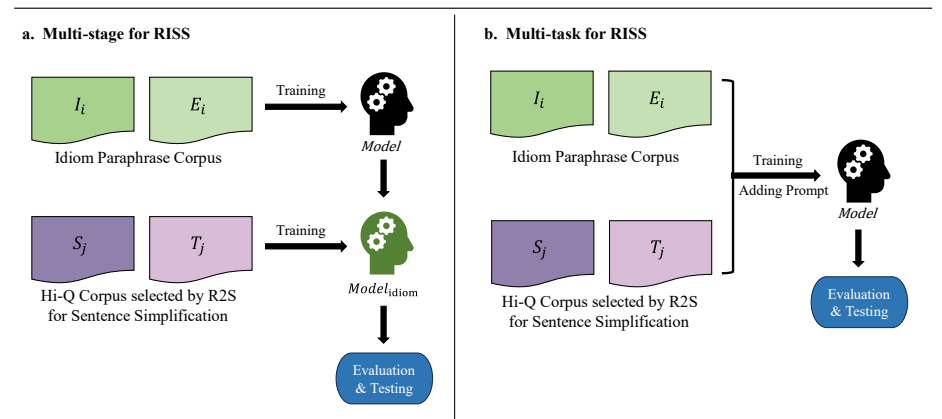 a. Multi-stage for RISS
I_i
E_i
Training
Idiom Paraphrase Corpus
Model
S_j
T_j
Training
Hi-Q Corpus selected by R2S
for Sentence Simplification
Model_idiom
Evaluation
& Testing
b. Multi-task for RISS
I_i
E_i
Idiom Paraphrase Corpus
Training
Adding Prompt
Model
S_j
T_j
Hi-Q Corpus selected by R2S
for Sentence Simplification
Evaluation
& Testing